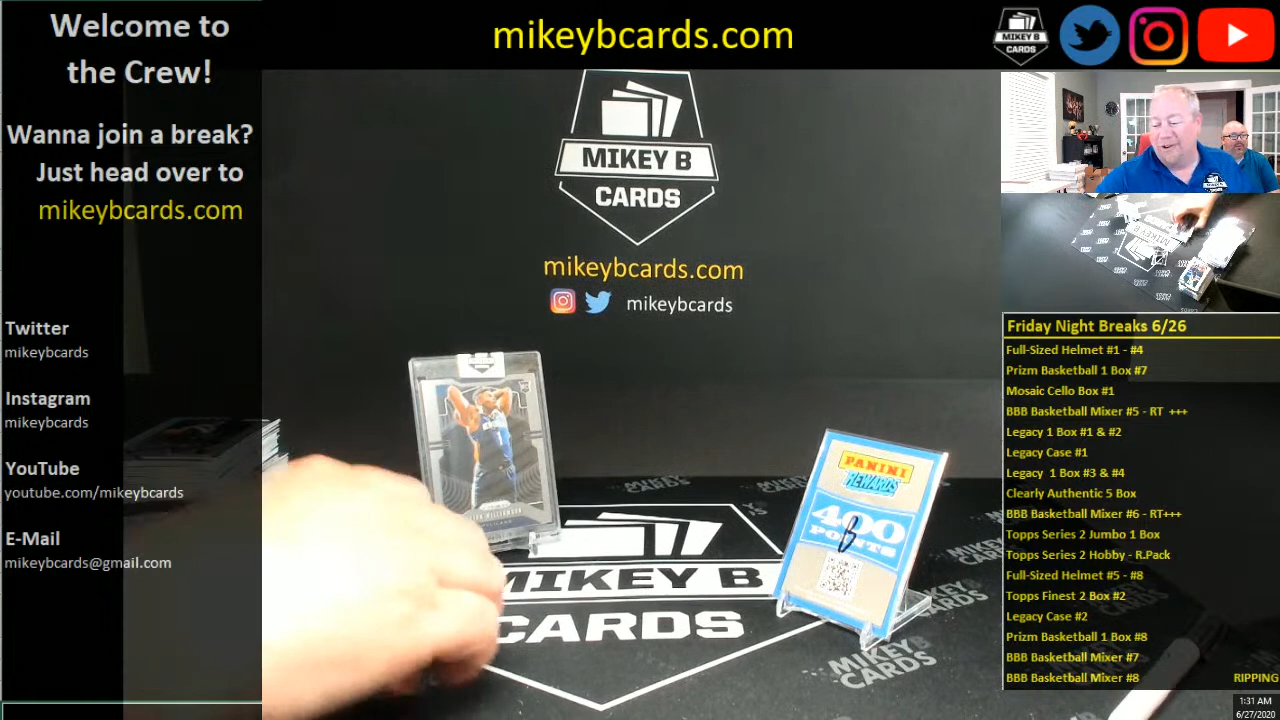 Welcome to
the Crew!
Wanna join a break?
Just head over to
mikeybcards.com
Twitter
mikeybcards
Instagram
mikeybcards
YouTube
youtube.com/mikeybcards
E-Mail
mikeybcards@gmail.com
mikeybcards.com
MIKEY B
CARDS
MIKEY B
CARDS
mikeybcards.com
mikeybcards
PANINI
REWARDS
400
POINTS
B
MIKEY B
CARDS
MIKEY B
CARDS
Friday Night Breaks 6/26
Full-Sized Helmet #1 - #4
Prizm Basketball 1 Box #7
Mosaic Cello Box #1
BBB Basketball Mixer #5 - RT +++
Legacy 1 Box #1 & #2
Legacy Case #1
Legacy 1 Box #3 & #4
Clearly Authentic 5 Box
BBB Basketball Mixer #6 - RT+++
Topps Series 2 Jumbo 1 Box
Topps Series 2 Hobby - R.Pack
Full-Sized Helmet #5 - #8
Topps Finest 2 Box #2
Legacy Case #2
Prizm Basketball 1 Box #8
BBB Basketball Mixer #7
BBB Basketball Mixer #8 RIPPING
1:31 AM
6/27/2020